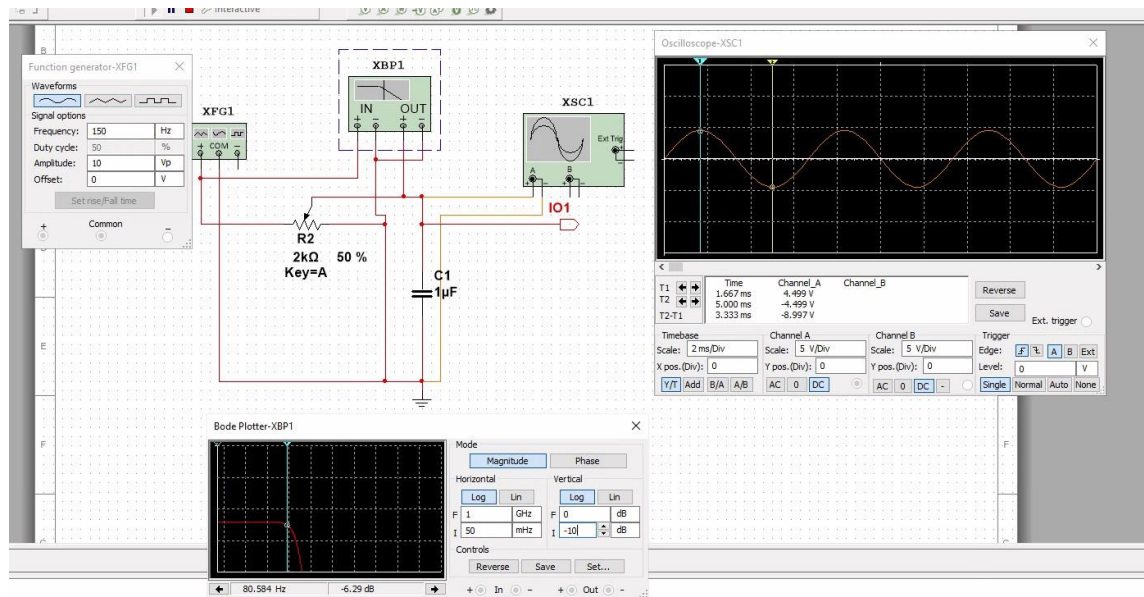 Interactive
B
E
F
F
Function generator-XFG1
Waveforms
Signal options
Frequency: 150 Hz
Duty cycle: 50 %
Amplitude: 10 Vp
Offset: 0 V
Set rise/Fall time
+ Common −
XFG1
+ COM −
XBP1
IN OUT
+ − + −
XSC1
Ext Trig
+
−
A B
+ − + −
IO1
R2
2kΩ 50 %
Key=A
C1
1µF
Oscilloscope-XSC1
Time Channel_A Channel_B
T1 1.667 ms 4.499 V
T2 5.000 ms -4.499 V
T2-T1 3.333 ms -8.997 V
Reverse
Save
Ext. trigger
Timebase
Scale: 2 ms/Div
X pos.(Div): 0
Y/T Add B/A A/B
Channel A
Scale: 5 V/Div
Y pos.(Div): 0
AC 0 DC
Channel B
Scale: 5 V/Div
Y pos.(Div): 0
AC 0 DC -
Trigger
Edge: A B Ext
Level: 0 V
Single Normal Auto None
Bode Plotter-XBP1
Mode
Magnitude Phase
Horizontal Vertical
Log Lin Log Lin
F 1 GHz F 0 dB
I 50 mHz I -10 dB
Controls
Reverse Save Set...
80.584 Hz -6.29 dB
+ In − + Out −